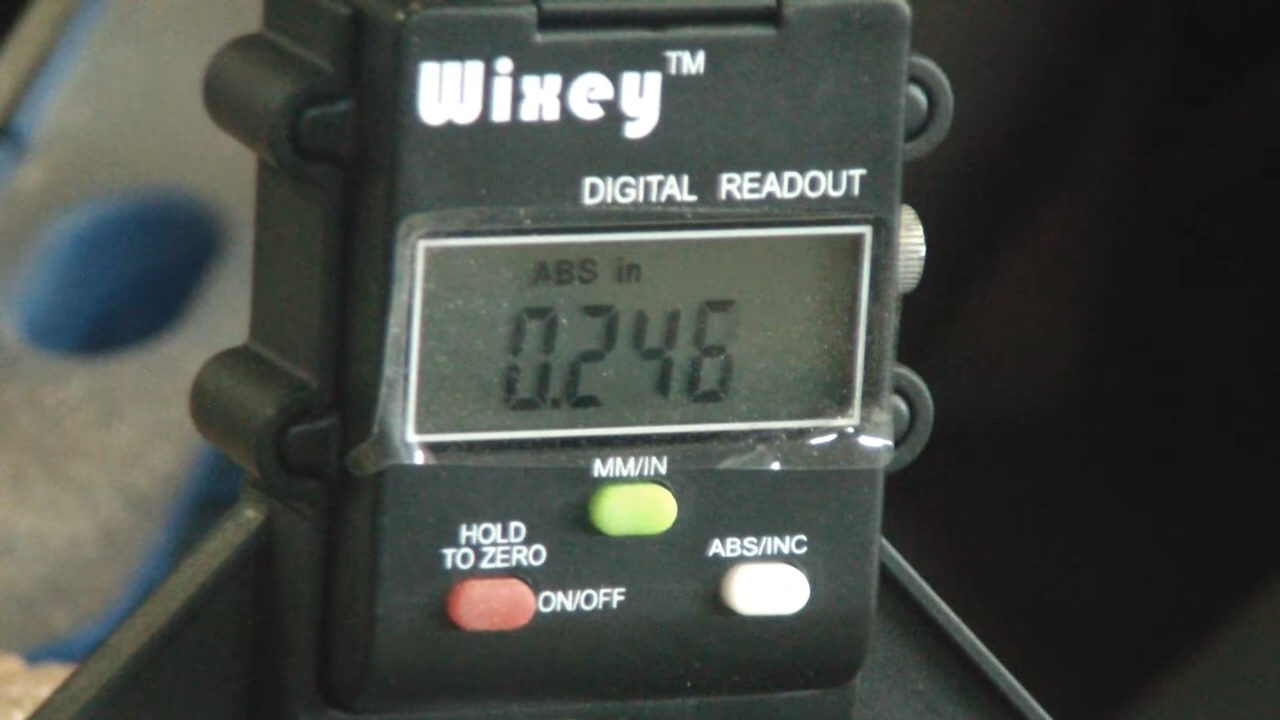 Wixey™
DIGITAL READOUT
ABS in
0.246
MM/IN
HOLD
TO ZERO
ABS/INC
ON/OFF